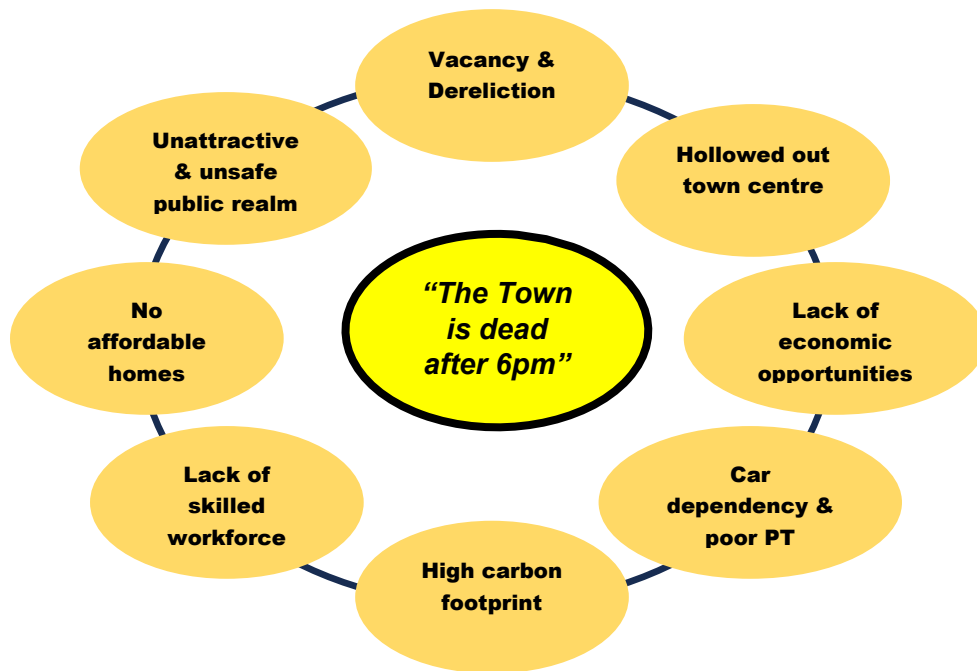 Vacancy &
Dereliction
Hollowed out
town centre
Lack of
economic
opportunities
Car
dependency &
poor PT
High carbon
footprint
Lack of
skilled
workforce
No
affordable
homes
Unattractive
& unsafe
public realm
“The Town
is dead
after 6pm”